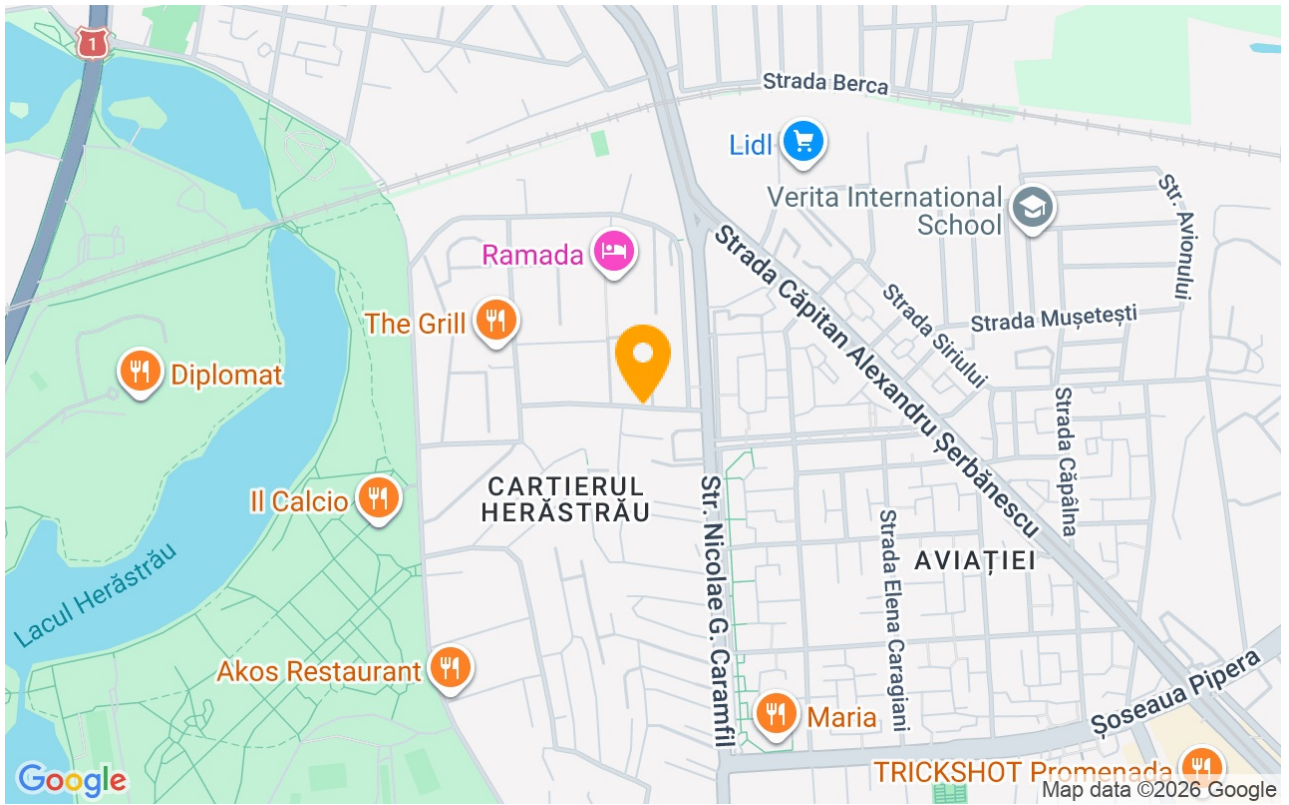 1
Strada Berca
Lidl
Verita International
School
Str. Avionului
Ramada
Strada Căpitan Alexandru Șerbănescu
The Grill
Strada Siriului
Strada Mușetești
Diplomat
Strada Căpâlna
CARTIERUL
HERĂSTRĂU
Il Calcio
Str. Nicolae G. Caramfil
Strada Elena Caragiani
AVIAȚIEI
Lacul Herăstrău
Akos Restaurant
Șoseaua Pipera
Maria
TRICKSHOT Promenada
Google
Map data ©2026 Google